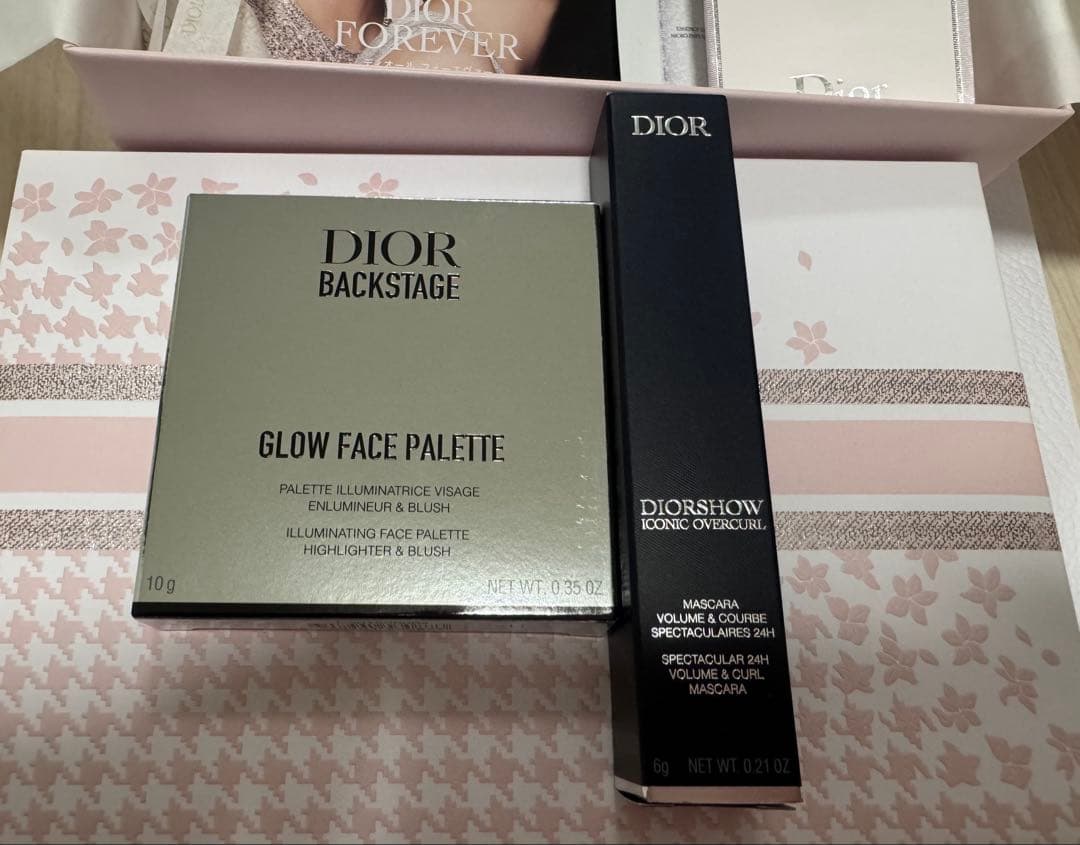 DIOR
DIOR
FOREVER
Dior
DIOR
BACKSTAGE
GLOW FACE PALETTE
PALETTE ILLUMINATRICE VISAGE
ENLUMINEUR & BLUSH
ILLUMINATING FACE PALETTE
HIGHLIGHTER & BLUSH
10 g
NET WT. 0.35 OZ.
DIOR
DIORSHOW
ICONIC OVERCURL
MASCARA
VOLUME & COURBE
SPECTACULAIRES 24H
SPECTACULAR 24H
VOLUME & CURL
MASCARA
6g
NET WT. 0.21 OZ